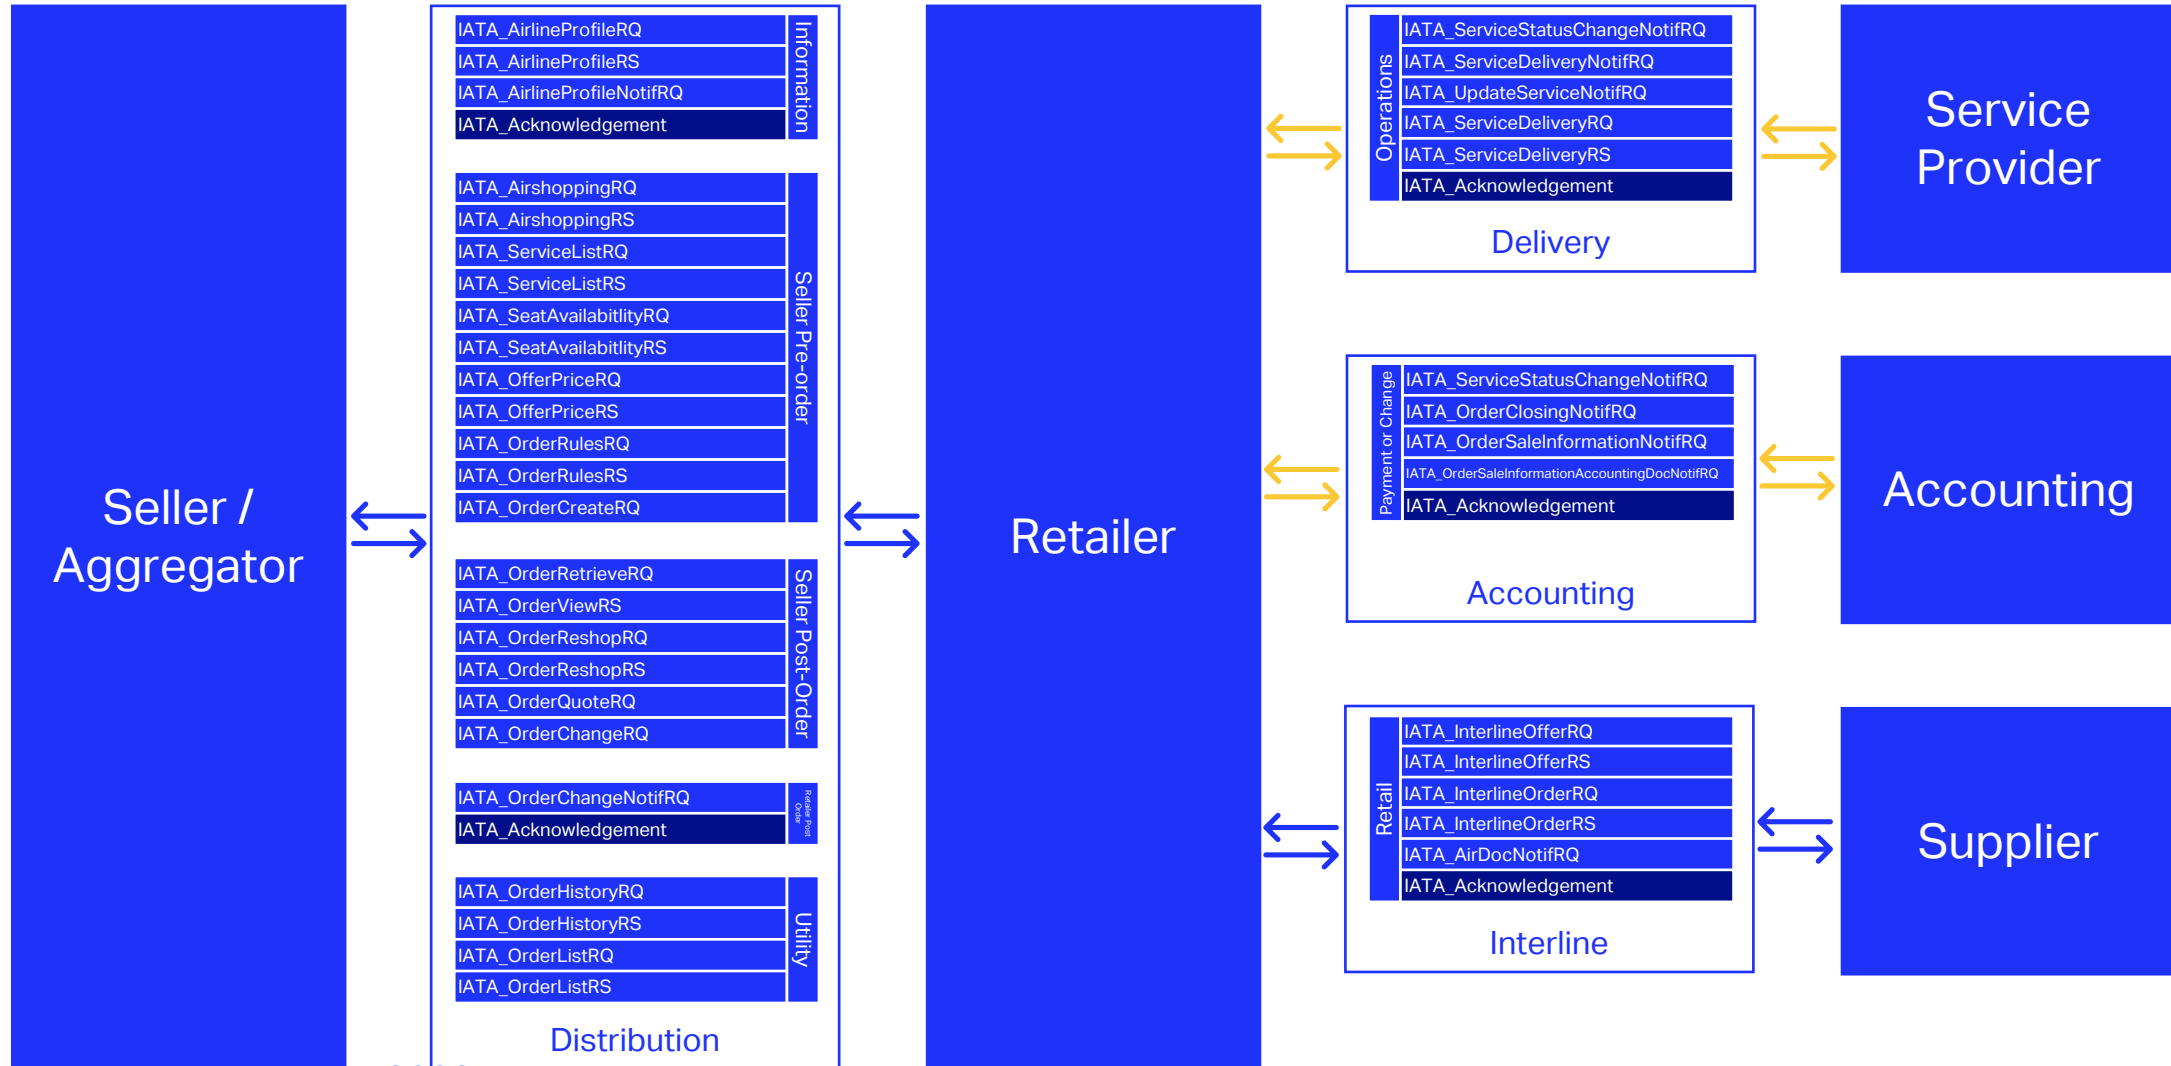 Seller /
Aggregator
IATA_AirlineProfileRQ
IATA_AirlineProfileRS
IATA_AirlineProfileNotifRQ
IATA_Acknowledgement
Information
IATA_AirshoppingRQ
IATA_AirshoppingRS
IATA_ServiceListRQ
IATA_ServiceListRS
IATA_SeatAvailabitlityRQ
IATA_SeatAvailabitlityRS
IATA_OfferPriceRQ
IATA_OfferPriceRS
IATA_OrderRulesRQ
IATA_OrderRulesRS
IATA_OrderCreateRQ
Seller Pre-order
IATA_OrderRetrieveRQ
IATA_OrderViewRS
IATA_OrderReshopRQ
IATA_OrderReshopRS
IATA_OrderQuoteRQ
IATA_OrderChangeRQ
Seller Post-Order
IATA_OrderChangeNotifRQ
IATA_Acknowledgement
Retailer Post
Order
IATA_OrderHistoryRQ
IATA_OrderHistoryRS
IATA_OrderListRQ
IATA_OrderListRS
Utility
Distribution
Retailer
Operations
IATA_ServiceStatusChangeNotifRQ
IATA_ServiceDeliveryNotifRQ
IATA_UpdateServiceNotifRQ
IATA_ServiceDeliveryRQ
IATA_ServiceDeliveryRS
IATA_Acknowledgement
Delivery
Service
Provider
Payment or Change
IATA_ServiceStatusChangeNotifRQ
IATA_OrderClosingNotifRQ
IATA_OrderSaleInformationNotifRQ
IATA_OrderSaleInformationAccountingDocNotifRQ
IATA_Acknowledgement
Accounting
Accounting
Retail
IATA_InterlineOfferRQ
IATA_InterlineOfferRS
IATA_InterlineOrderRQ
IATA_InterlineOrderRS
IATA_AirDocNotifRQ
IATA_Acknowledgement
Interline
Supplier